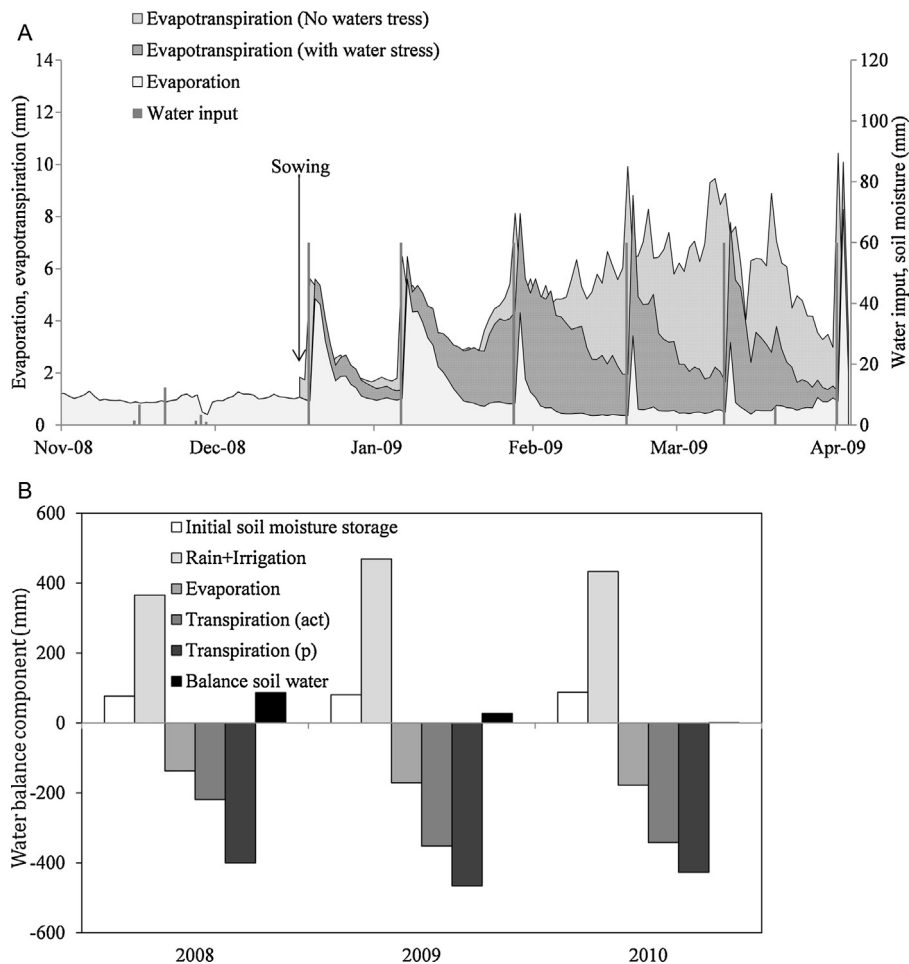 A
Evapotranspiration (No waters tress)
Evapotranspiration (with water stress)
Evaporation
Water input
Evaporation, evapotranspiration (mm)
14
12
10
8
6
4
2
0
Sowing
120
100
80
60
40
20
0
Water input, soil moisture (mm)
Nov-08 Dec-08 Jan-09 Feb-09 Mar-09 Apr-09
B
Water balance component (mm)
600
400
200
0
-200
-400
-600
Initial soil moisture storage
Rain+Irrigation
Evaporation
Transpiration (act)
Transpiration (p)
Balance soil water
2008 2009 2010